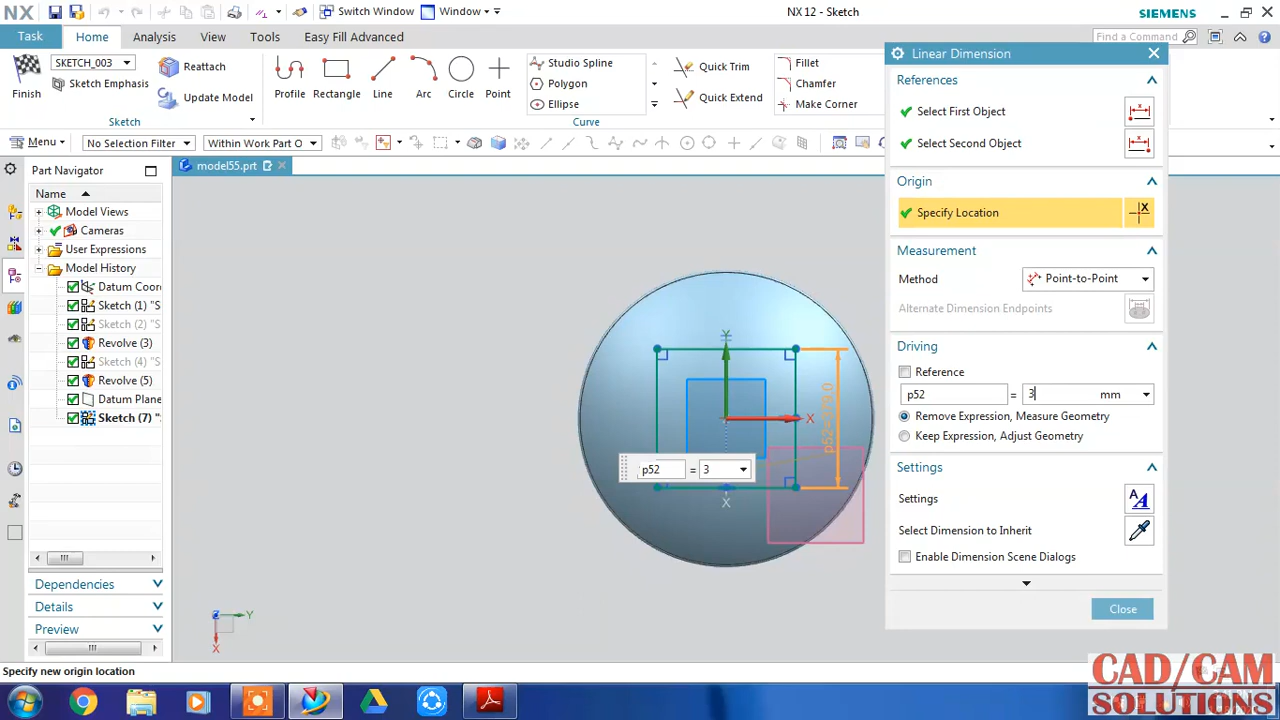 NX
Switch Window
Window
NX 12 - Sketch
SIEMENS
Task
Home
Analysis
View
Tools
Easy Fill Advanced
Find a Command
SKETCH_003
Finish
Sketch Emphasis
Reattach
Update Model
Sketch
Profile
Rectangle
Line
Arc
Circle
Point
Studio Spline
Polygon
Ellipse
Curve
Quick Trim
Quick Extend
Fillet
Chamfer
Make Corner
Menu
No Selection Filter
Within Work Part O
Part Navigator
model55.prt
Name
Model Views
Cameras
User Expressions
Model History
Datum Coor
Sketch (1) "S
Sketch (2) "S
Revolve (3)
Sketch (4) "S
Revolve (5)
Datum Plane
Sketch (7) "
Dependencies
Details
Preview
Y
X
X
p52 = 3
Y
X
Linear Dimension
References
Select First Object
Select Second Object
Origin
Specify Location
X
Measurement
Method
Point-to-Point
Alternate Dimension Endpoints
Driving
Reference
p52 = 3 mm
Remove Expression, Measure Geometry
Keep Expression, Adjust Geometry
Settings
Settings
Select Dimension to Inherit
Enable Dimension Scene Dialogs
Close
Specify new origin location
CAD/CAM
SOLUTIONS